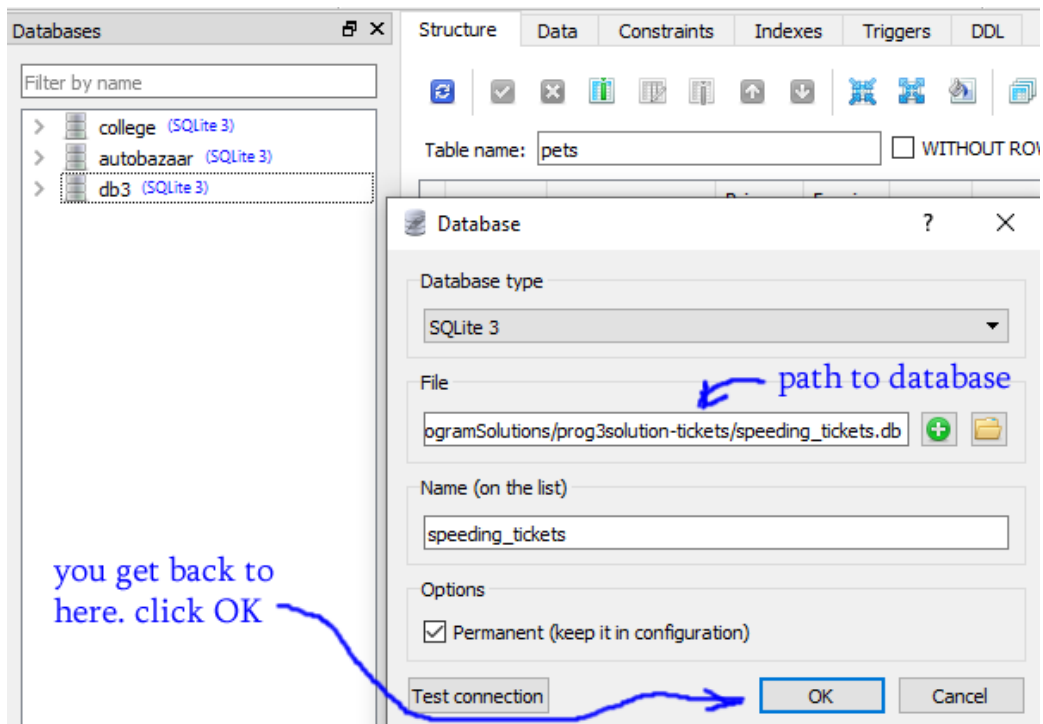 Databases
Structure
Data
Constraints
Indexes
Triggers
DDL
Filter by name
college (SQLite 3)
autobazaar (SQLite 3)
db3 (SQLite 3)
Table name:
pets
WITHOUT ROW
Database
?
Database type
SQLite 3
File
path to database
ogramSolutions/prog3solution-tickets/speeding_tickets.db
Name (on the list)
speeding_tickets
you get back to
here. click OK
Options
Permanent (keep it in configuration)
Test connection
OK
Cancel